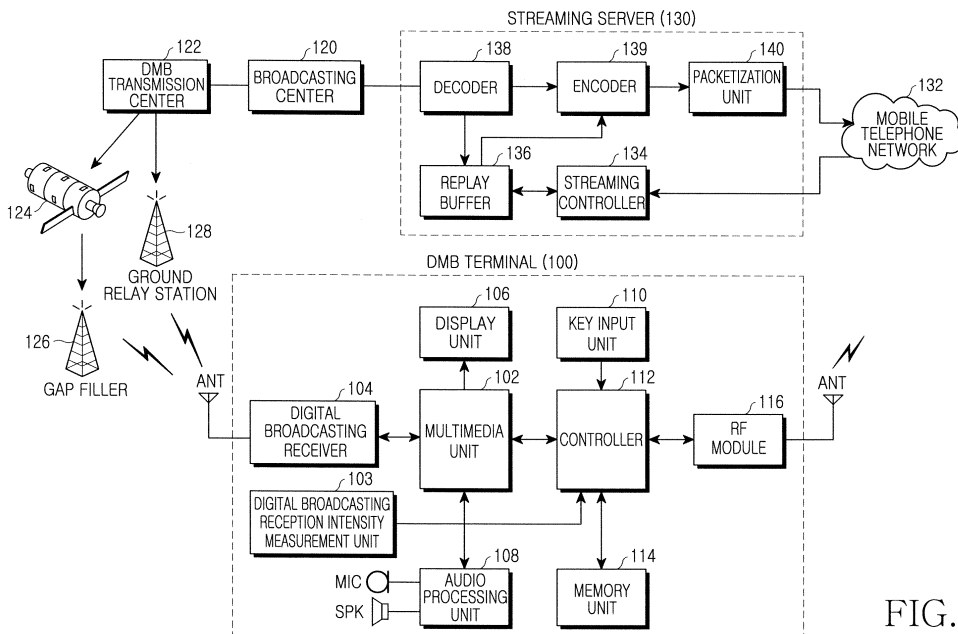 STREAMING SERVER (130)
122
DMB
TRANSMISSION
CENTER
120
BROADCASTING
CENTER
138
DECODER
139
ENCODER
140
PACKETIZATION
UNIT
132
MOBILE
TELEPHONE
NETWORK
136
REPLAY
BUFFER
134
STREAMING
CONTROLLER
124
128
GROUND
RELAY STATION
126
GAP FILLER
DMB TERMINAL (100)
106
DISPLAY
UNIT
110
KEY INPUT
UNIT
ANT
104
DIGITAL
BROADCASTING
RECEIVER
102
MULTIMEDIA
UNIT
112
CONTROLLER
116
RF
MODULE
ANT
103
DIGITAL BROADCASTING
RECEPTION INTENSITY
MEASUREMENT UNIT
108
AUDIO
PROCESSING
UNIT
MIC
SPK
114
MEMORY
UNIT
FIG.